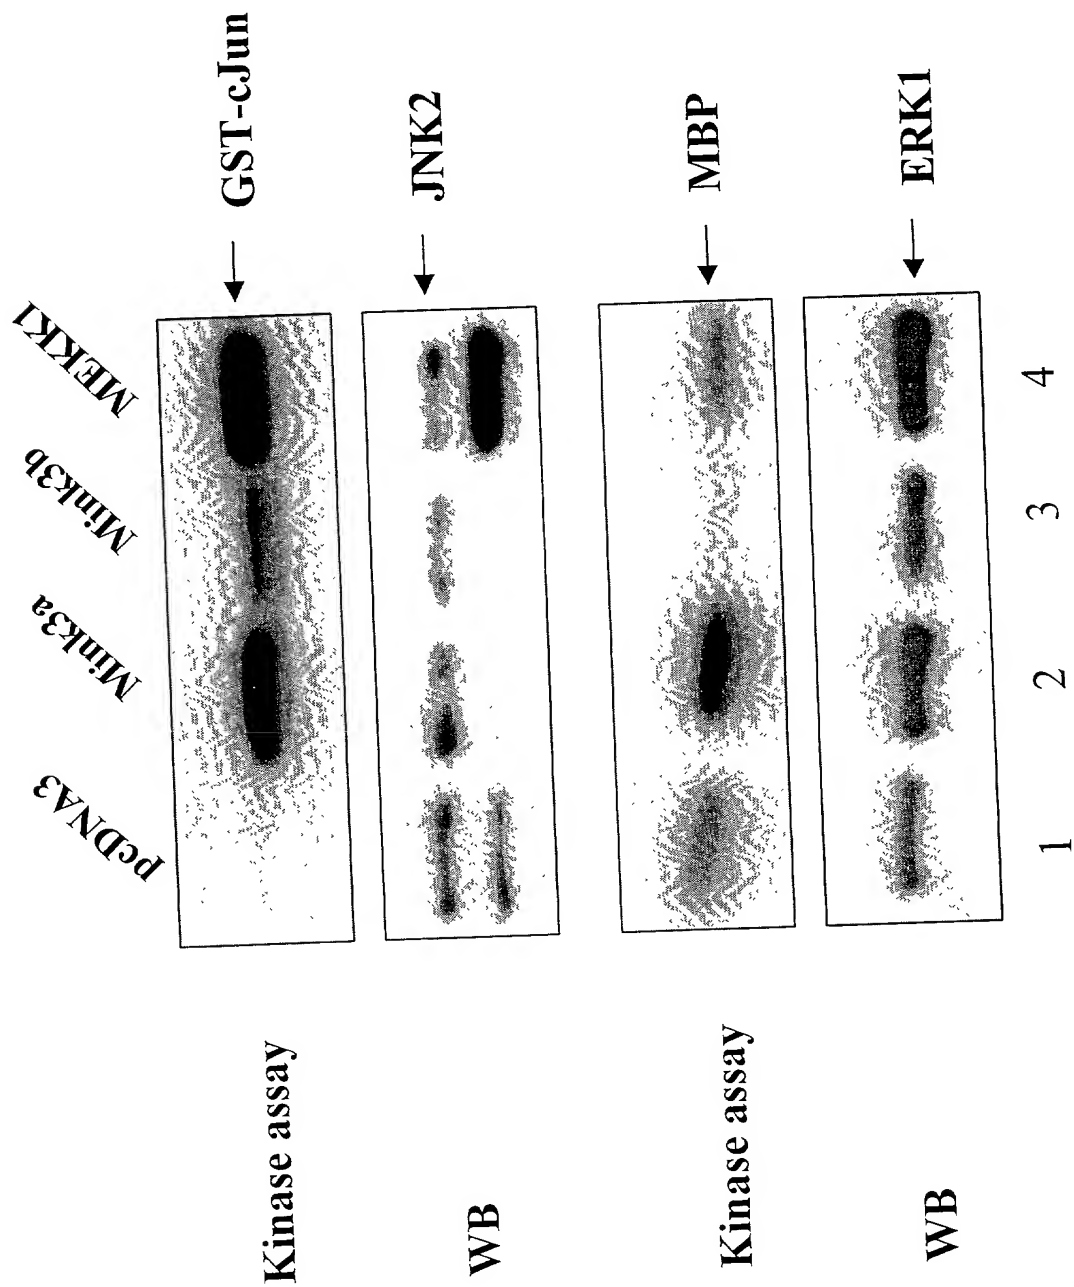 pcDNA3
Mink3a
Mink3b
MEKK1
Kinase assay
GST-cJun
WB
JNK2
Kinase assay
MBP
WB
ERK1
1
2
3
4